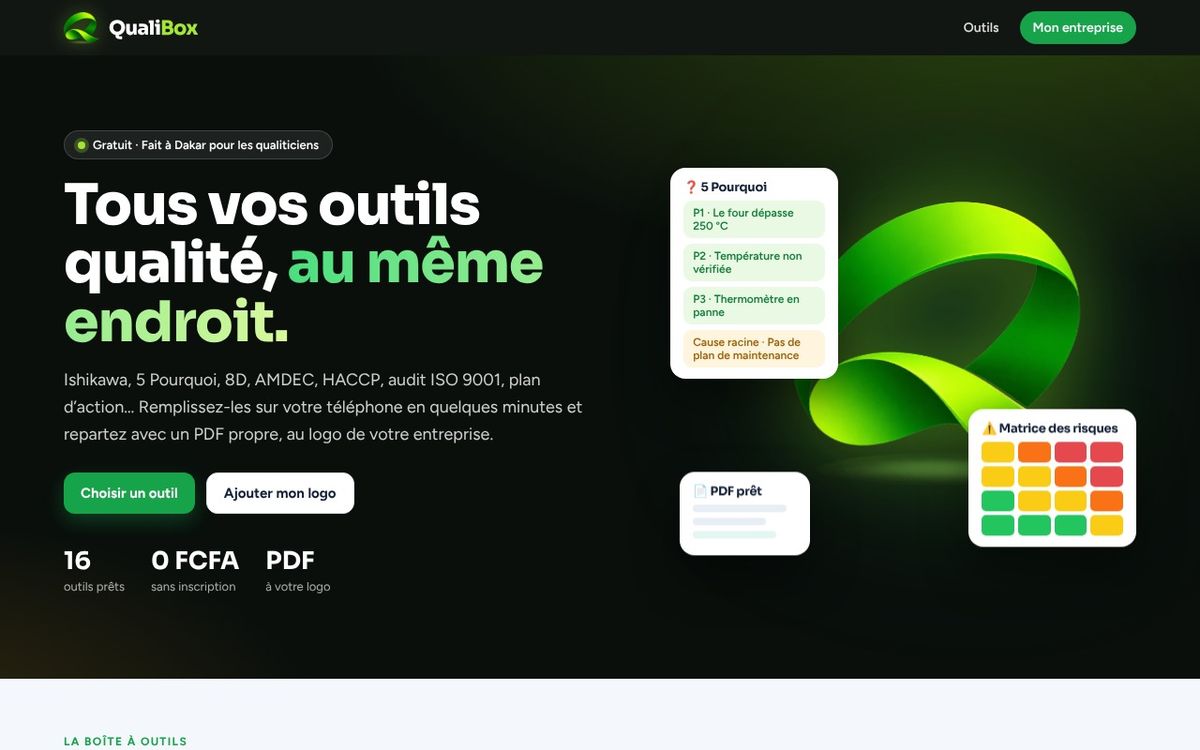 QualiBox
Outils
Mon entreprise
Gratuit · Fait à Dakar pour les qualiticiens
Tous vos outils
qualité, au même
endroit.
Ishikawa, 5 Pourquoi, 8D, AMDEC, HACCP, audit ISO 9001, plan
d’action… Remplissez-les sur votre téléphone en quelques minutes et
repartez avec un PDF propre, au logo de votre entreprise.
Choisir un outil
Ajouter mon logo
16
outils prêts
0 FCFA
sans inscription
PDF
à votre logo
❓ 5 Pourquoi
P1 · Le four dépasse
250 °C
P2 · Température non
vérifiée
P3 · Thermomètre en
panne
Cause racine · Pas de
plan de maintenance
⚠️ Matrice des risques
📄 PDF prêt
LA BOÎTE À OUTILS